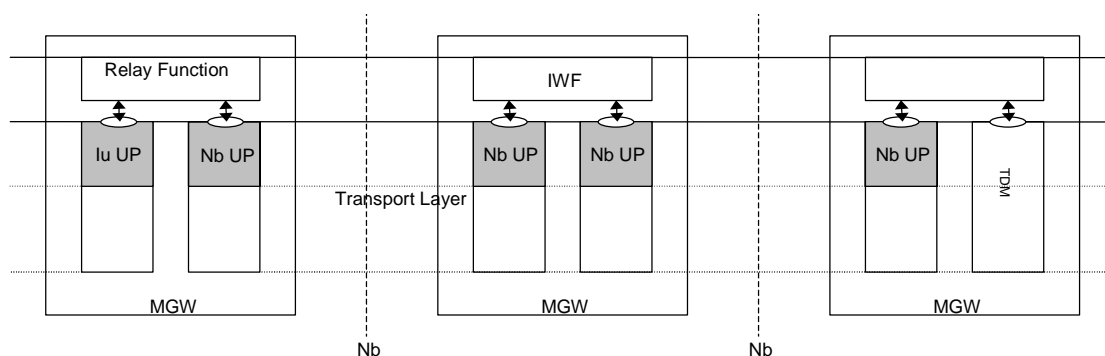 Relay Function
IWF
Iu UP
Nb UP
Nb UP
Nb UP
Nb UP
TDM
Transport Layer
MGW
MGW
MGW
Nb
Nb